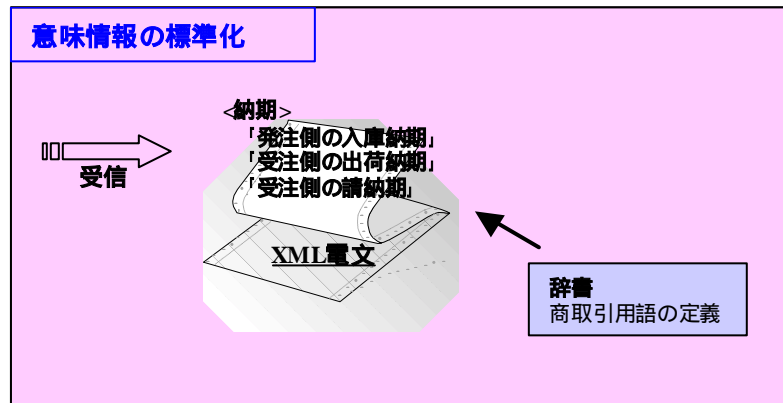 意味情報の標準化
<納期>
「発注側の入庫納期」
「受注側の出荷納期」
「受注側の請納期」
受信
XML電文
辞書
商取引用語の定義